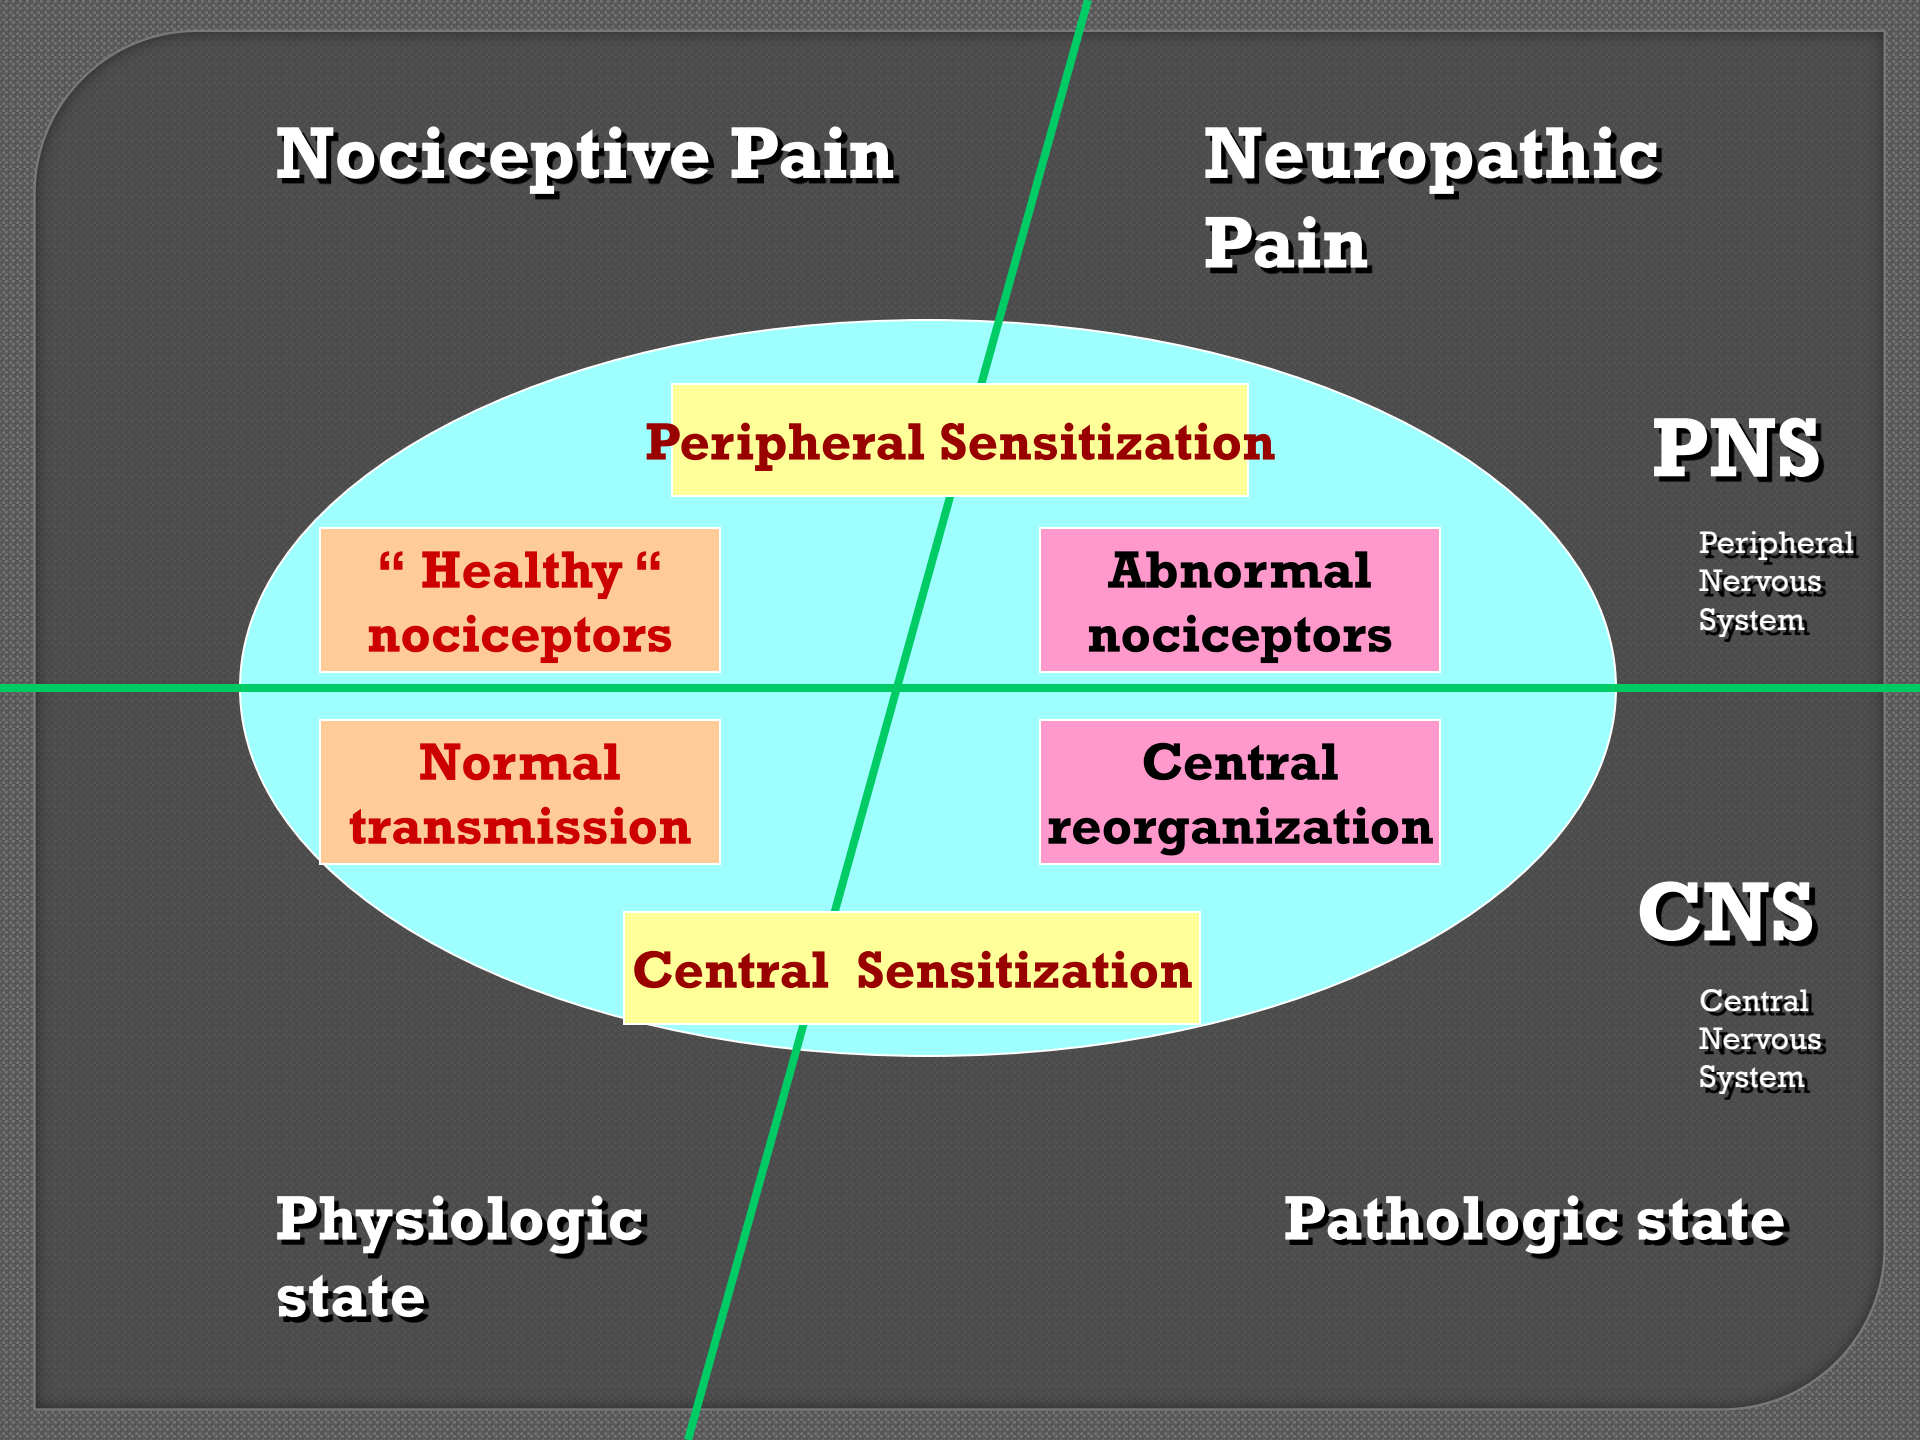 Nociceptive Pain
Neuropathic
Pain
Peripheral Sensitization
PNS
“ Healthy “
nociceptors
Abnormal
nociceptors
Peripheral
Nervous
System
Normal
transmission
Central
reorganization
CNS
Central  Sensitization
Central
Nervous
System
Physiologic
state
Pathologic state